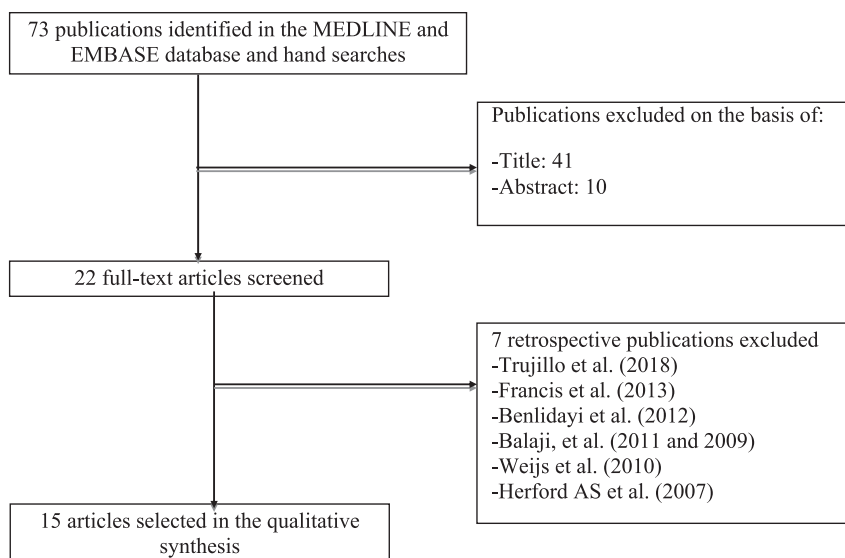 73 publications identified in the MEDLINE and
EMBASE database and hand searches
Publications excluded on the basis of:
-Title: 41
-Abstract: 10
22 full-text articles screened
7 retrospective publications excluded
-Trujillo et al. (2018)
-Francis et al. (2013)
-Benlidayi et al. (2012)
-Balaji, et al. (2011 and 2009)
-Weijs et al. (2010)
-Herford AS et al. (2007)
15 articles selected in the qualitative
synthesis